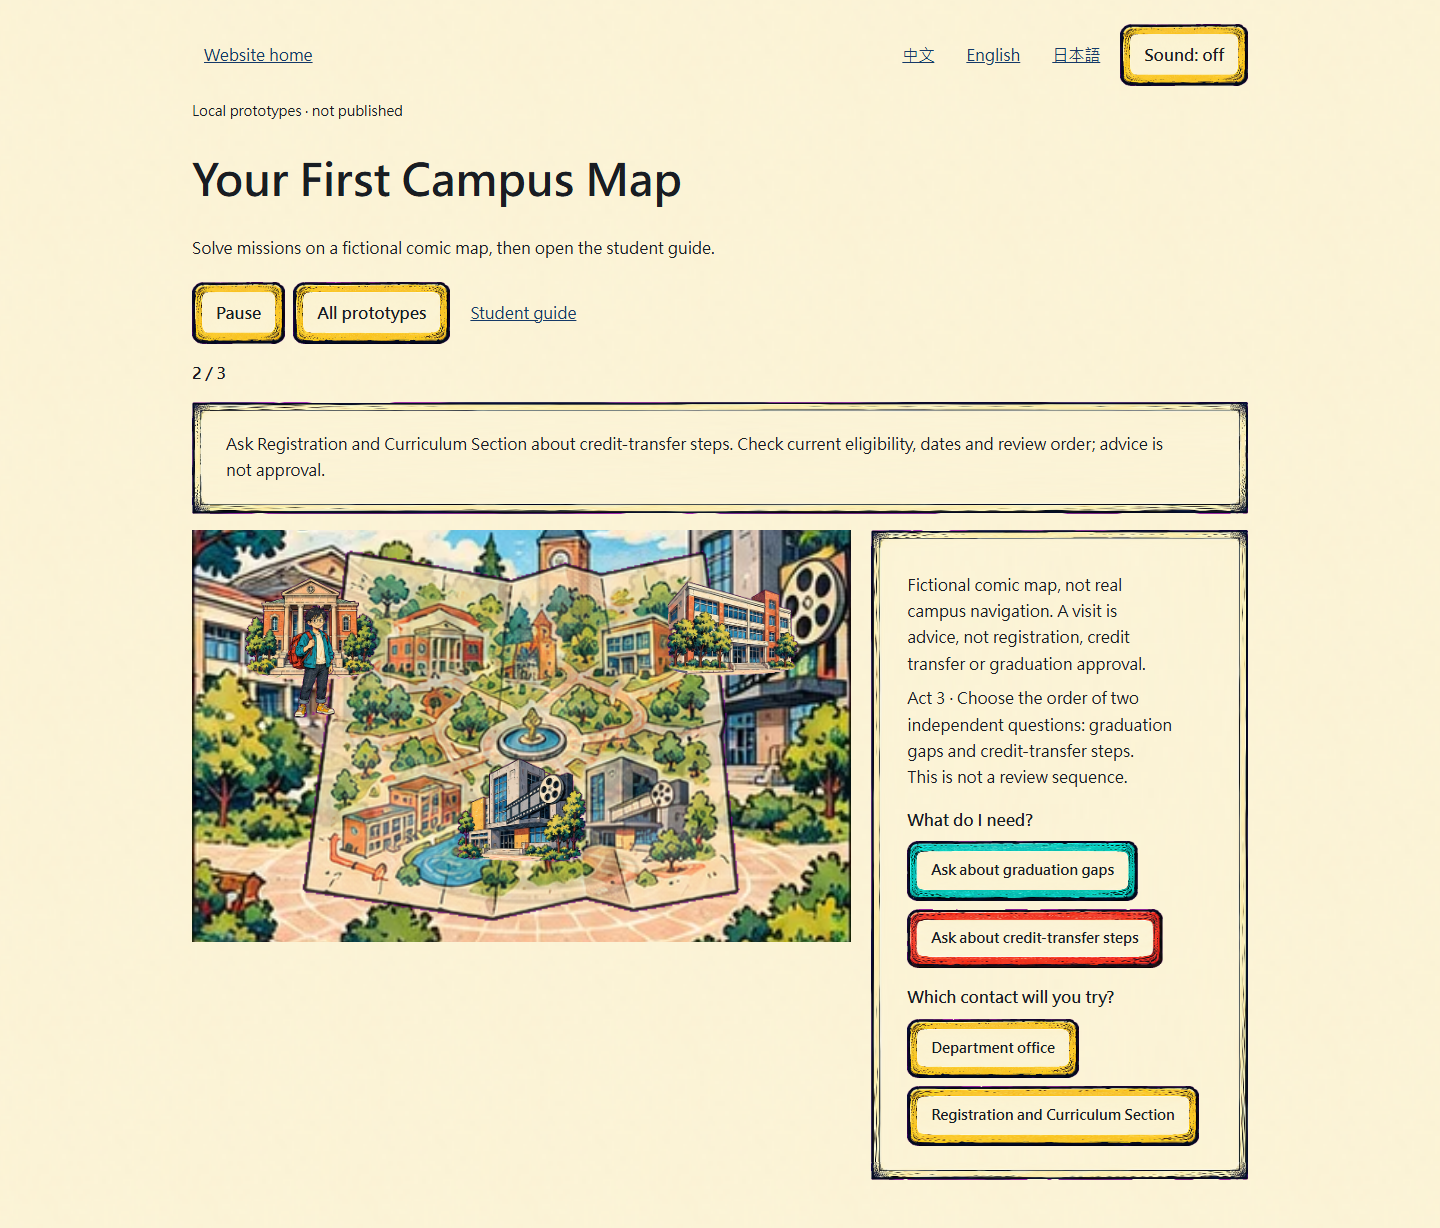 Website home
中文
English
日本語
Sound: off
Local prototypes · not published
Your First Campus Map
Solve missions on a fictional comic map, then open the student guide.
Pause
All prototypes
Student guide
2 / 3
Ask Registration and Curriculum Section about credit-transfer steps. Check current eligibility, dates and review order; advice is
not approval.
Fictional comic map, not real
campus navigation. A visit is
advice, not registration, credit
transfer or graduation approval.
Act 3 · Choose the order of two
independent questions: graduation
gaps and credit-transfer steps.
This is not a review sequence.
What do I need?
Ask about graduation gaps
Ask about credit-transfer steps
Which contact will you try?
Department office
Registration and Curriculum Section